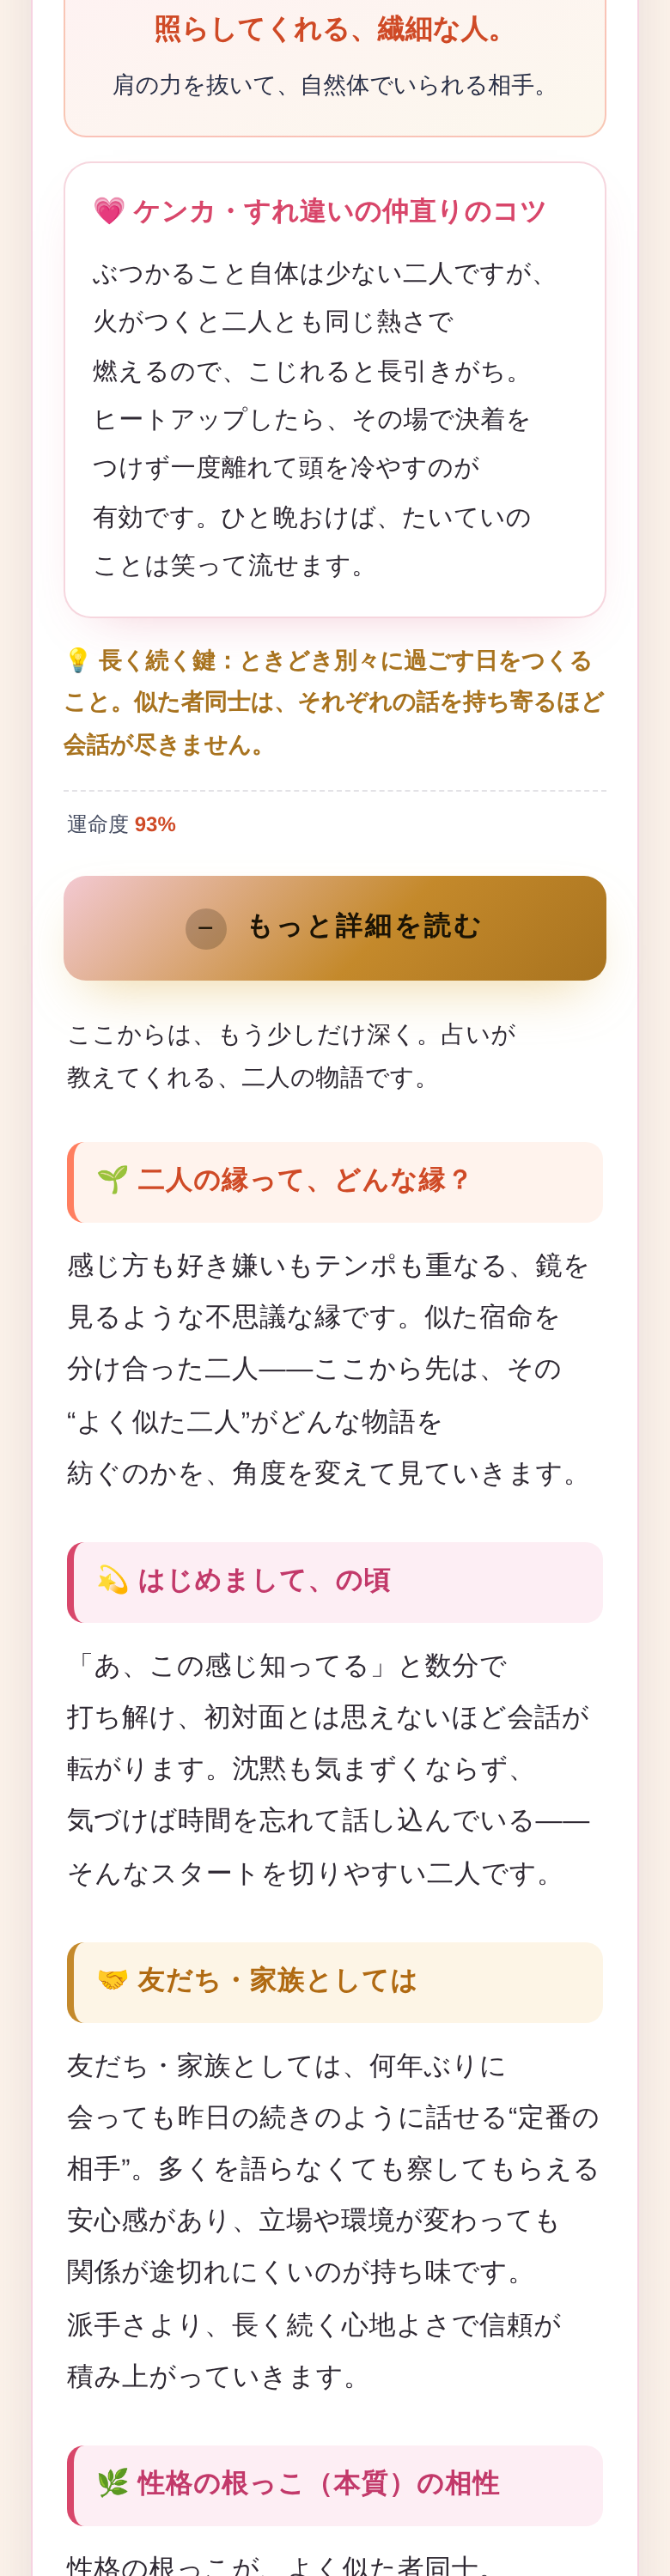 照らしてくれる、繊細な人。
肩の力を抜いて、自然体でいられる相手。
💗 ケンカ・すれ違いの仲直りのコツ
ぶつかること自体は少ない二人ですが、
火がつくと二人とも同じ熱さで
燃えるので、こじれると長引きがち。
ヒートアップしたら、その場で決着を
つけず一度離れて頭を冷やすのが
有効です。ひと晩おけば、たいていの
ことは笑って流せます。
💡 長く続く鍵：ときどき別々に過ごす日をつくる
こと。似た者同士は、それぞれの話を持ち寄るほど
会話が尽きません。
運命度 93%
− もっと詳細を読む
ここからは、もう少しだけ深く。占いが
教えてくれる、二人の物語です。
🌱 二人の縁って、どんな縁？
感じ方も好き嫌いもテンポも重なる、鏡を
見るような不思議な縁です。似た宿命を
分け合った二人――ここから先は、その
“よく似た二人”がどんな物語を
紡ぐのかを、角度を変えて見ていきます。
💫 はじめまして、の頃
「あ、この感じ知ってる」と数分で
打ち解け、初対面とは思えないほど会話が
転がります。沈黙も気まずくならず、
気づけば時間を忘れて話し込んでいる――
そんなスタートを切りやすい二人です。
🤝 友だち・家族としては
友だち・家族としては、何年ぶりに
会っても昨日の続きのように話せる“定番の
相手”。多くを語らなくても察してもらえる
安心感があり、立場や環境が変わっても
関係が途切れにくいのが持ち味です。
派手さより、長く続く心地よさで信頼が
積み上がっていきます。
🌿 性格の根っこ（本質）の相性
性格の根っこが、よく似た者同士。